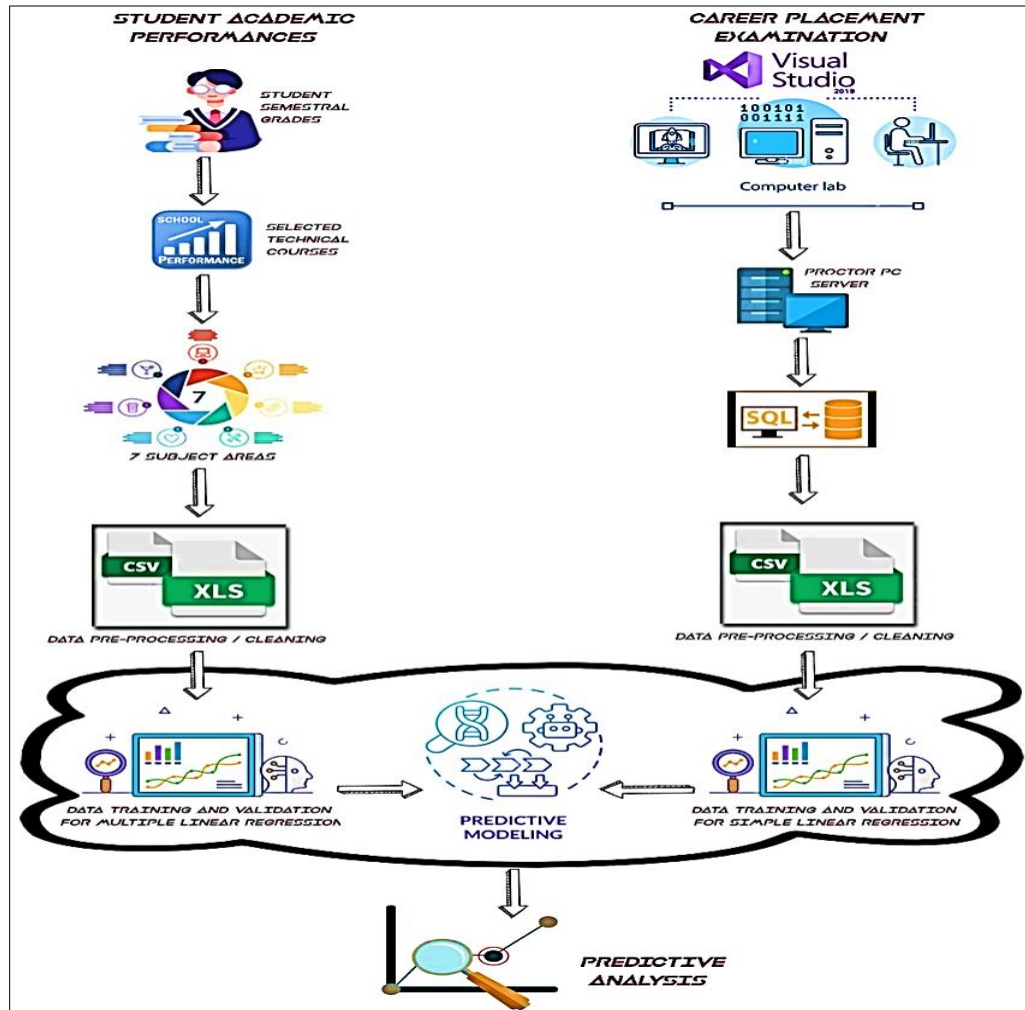 STUDENT ACADEMIC
PERFORMANCES
STUDENT
SEMESTRAL
GRADES
SCHOOL
PERFORMANCE
SELECTED
TECHNICAL
COURSES
7
7 SUBJECT AREAS
CSV
XLS
DATA PRE-PROCESSING / CLEANING
CAREER PLACEMENT
EXAMINATION
Visual
Studio
2019
100101
001111
Computer lab
PROCTOR PC
SERVER
SQL
CSV
XLS
DATA PRE-PROCESSING / CLEANING
DATA TRAINING AND VALIDATION
FOR MULTIPLE LINEAR REGRESSION
PREDICTIVE
MODELING
DATA TRAINING AND VALIDATION
FOR SIMPLE LINEAR REGRESSION
PREDICTIVE
ANALYSIS